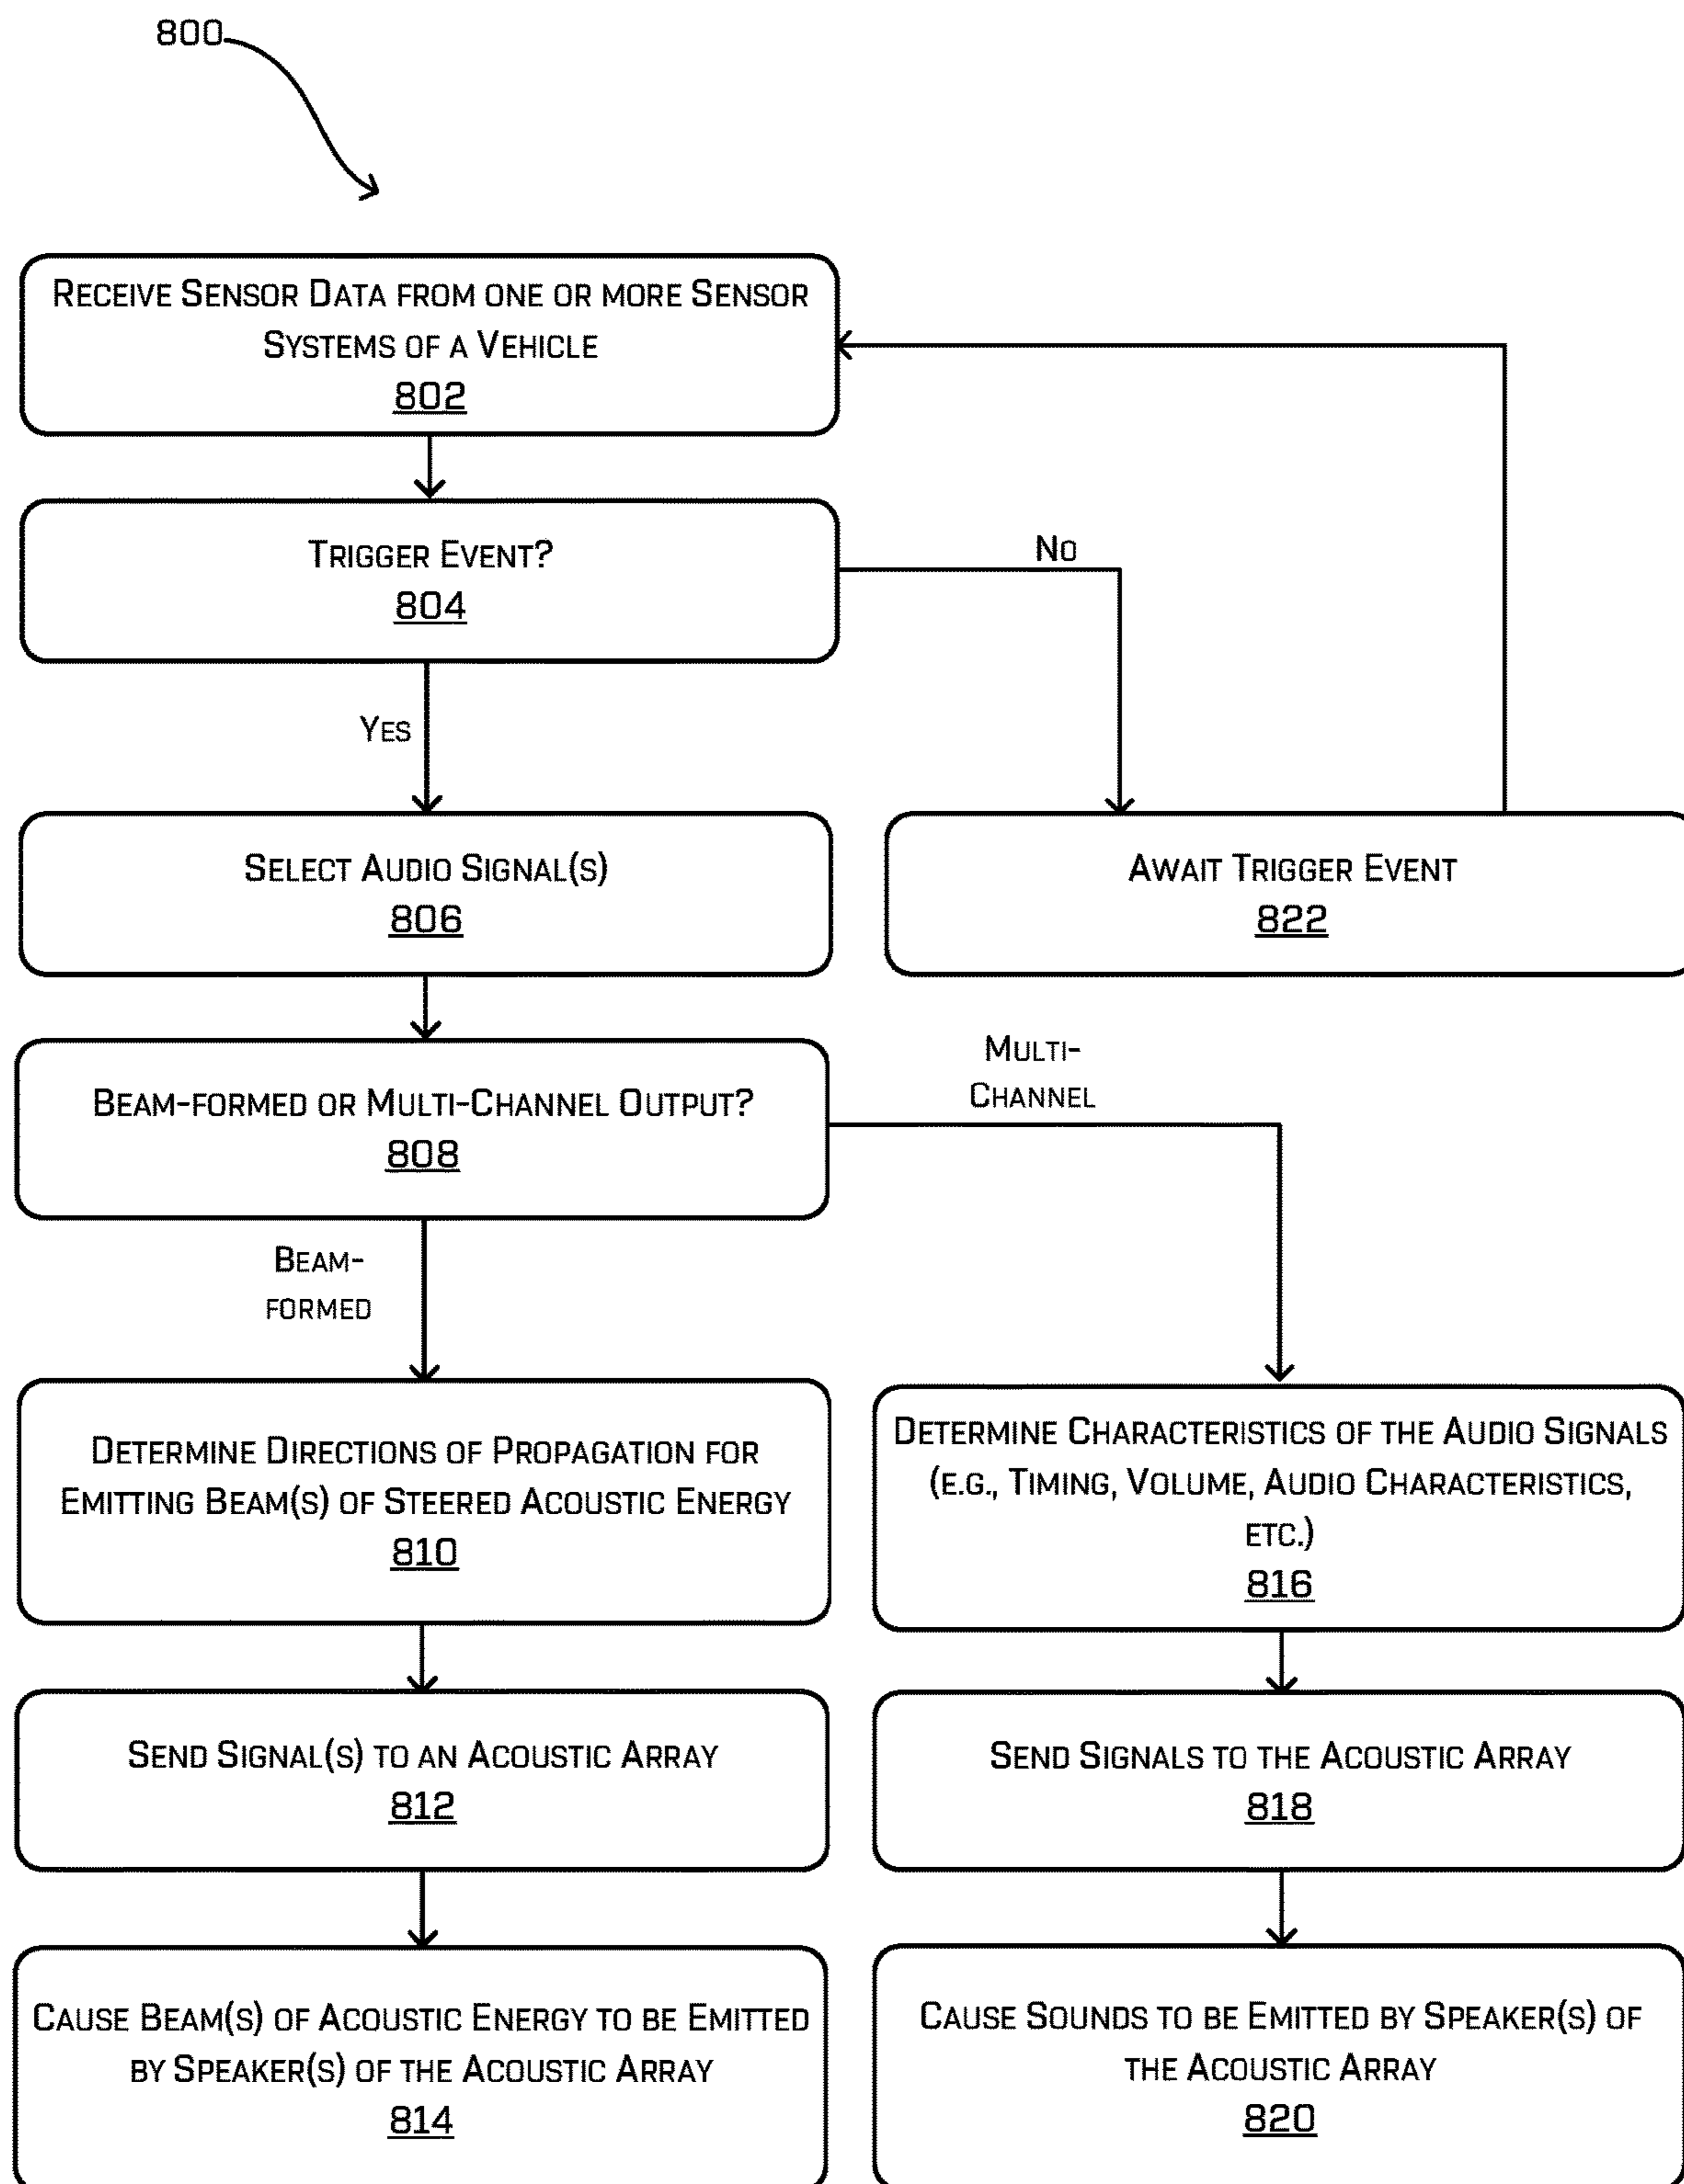 800
Receive Sensor Data from one or more Sensor
Systems of a Vehicle
802
Trigger Event?
804
No
Yes
Select Audio Signal(s)
806
Await Trigger Event
822
Beam-formed or Multi-Channel Output?
808
Multi-
Channel
Beam-
formed
Determine Directions of Propagation for
Emitting Beam(s) of Steered Acoustic Energy
810
Determine Characteristics of the Audio Signals
(e.g., Timing, Volume, Audio Characteristics,
etc.)
816
Send Signal(s) to an Acoustic Array
812
Send Signals to the Acoustic Array
818
Cause Beam(s) of Acoustic Energy to be Emitted
by Speaker(s) of the Acoustic Array
814
Cause Sounds to be Emitted by Speaker(s) of
the Acoustic Array
820